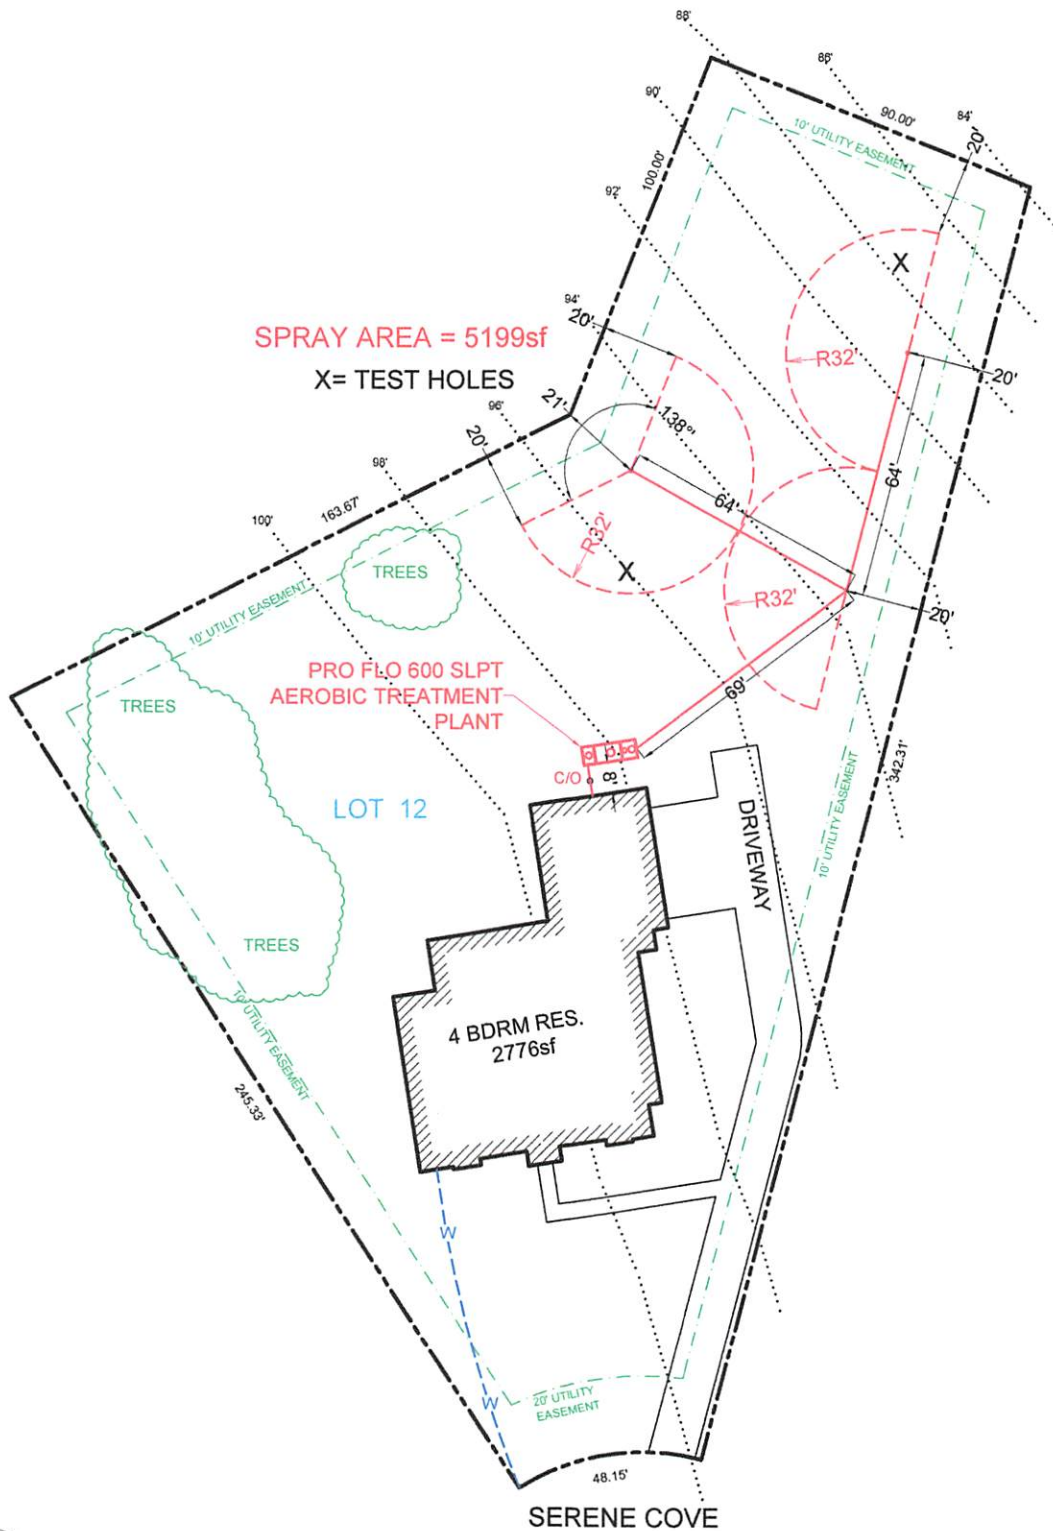 88'
86'
84'
90.00'
20'
10' UTILITY EASEMENT
90'
100.00'
92'
X
94'
20'
SPRAY AREA = 5199sf
X= TEST HOLES
R32'
20'
21'
138°'
96'
20'
98'
64'
64'
163.67'
100'
R32'
TREES
X
R32'
20'
10' UTILITY EASEMENT
PRO FLO 600 SLPT
AEROBIC TREATMENT
PLANT
69'
TREES
C/O
8'
342.31'
LOT 12
DRIVEWAY
10' UTILITY EASEMENT
TREES
10' UTILITY EASEMENT
4 BDRM RES.
2776sf
245.33'
W
W
20' UTILITY
EASEMENT
48.15'
SERENE COVE